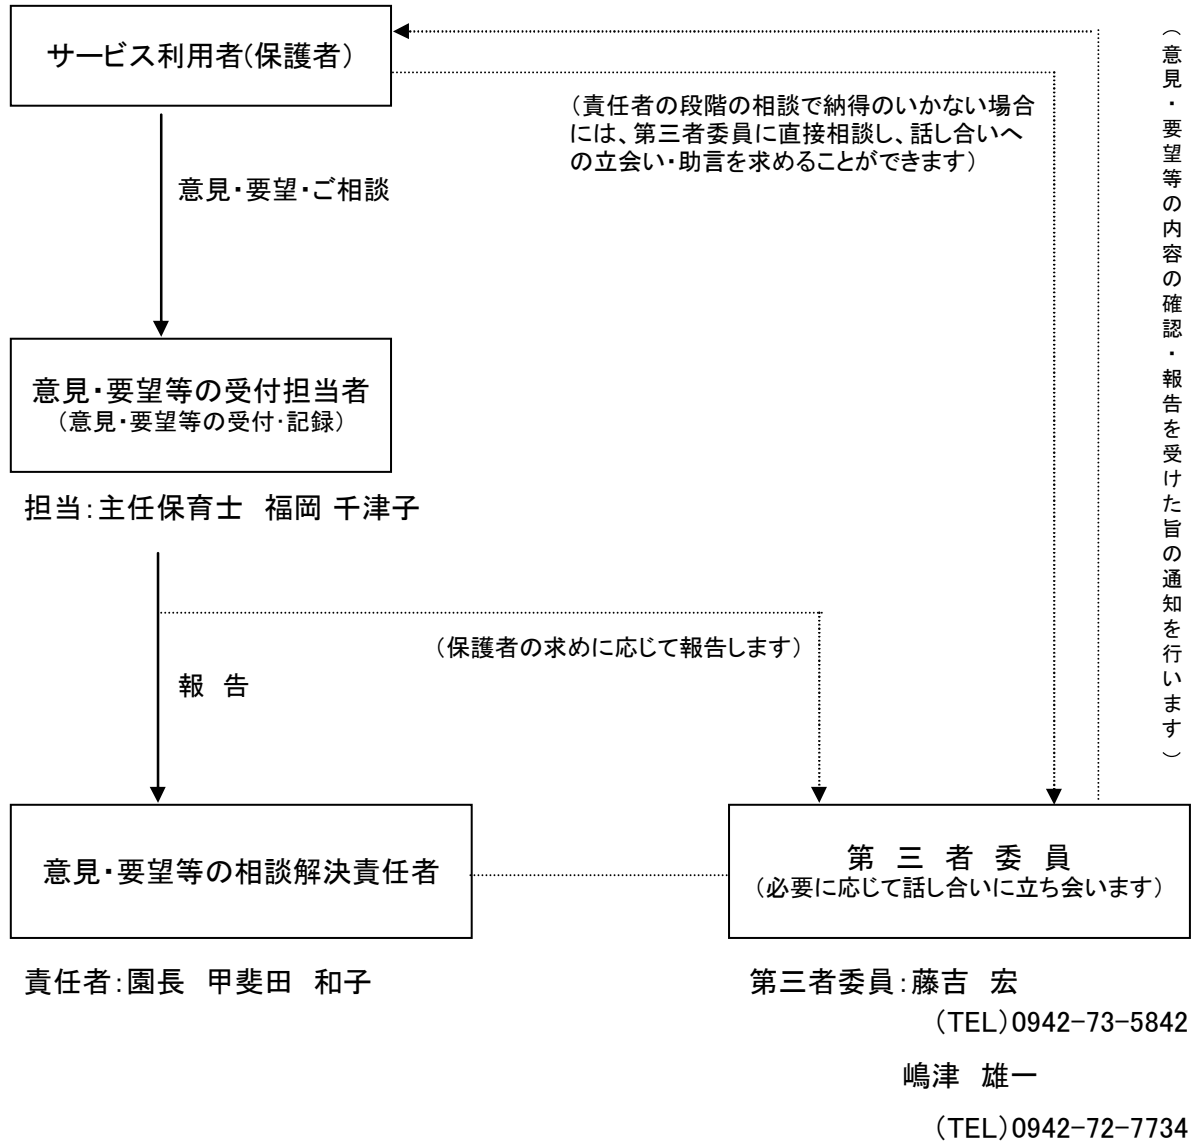 サービス利用者(保護者)
(責任者の段階の相談で納得のいかない場合
には、第三者委員に直接相談し、話し合いへ
の立会い・助言を求めることができます)
(意見・要望等の内容の確認・報告を受けた旨の通知を行います)
意見・要望・ご相談
意見・要望等の受付担当者
(意見・要望等の受付・記録)
担当:主任保育士 福岡 千津子
(保護者の求めに応じて報告します)
報 告
意見・要望等の相談解決責任者
第 三 者 委 員
(必要に応じて話し合いに立ち会います)
責任者:園長 甲斐田 和子
第三者委員:藤吉 宏
(TEL)0942-73-5842
嶋津 雄一
(TEL)0942-72-7734